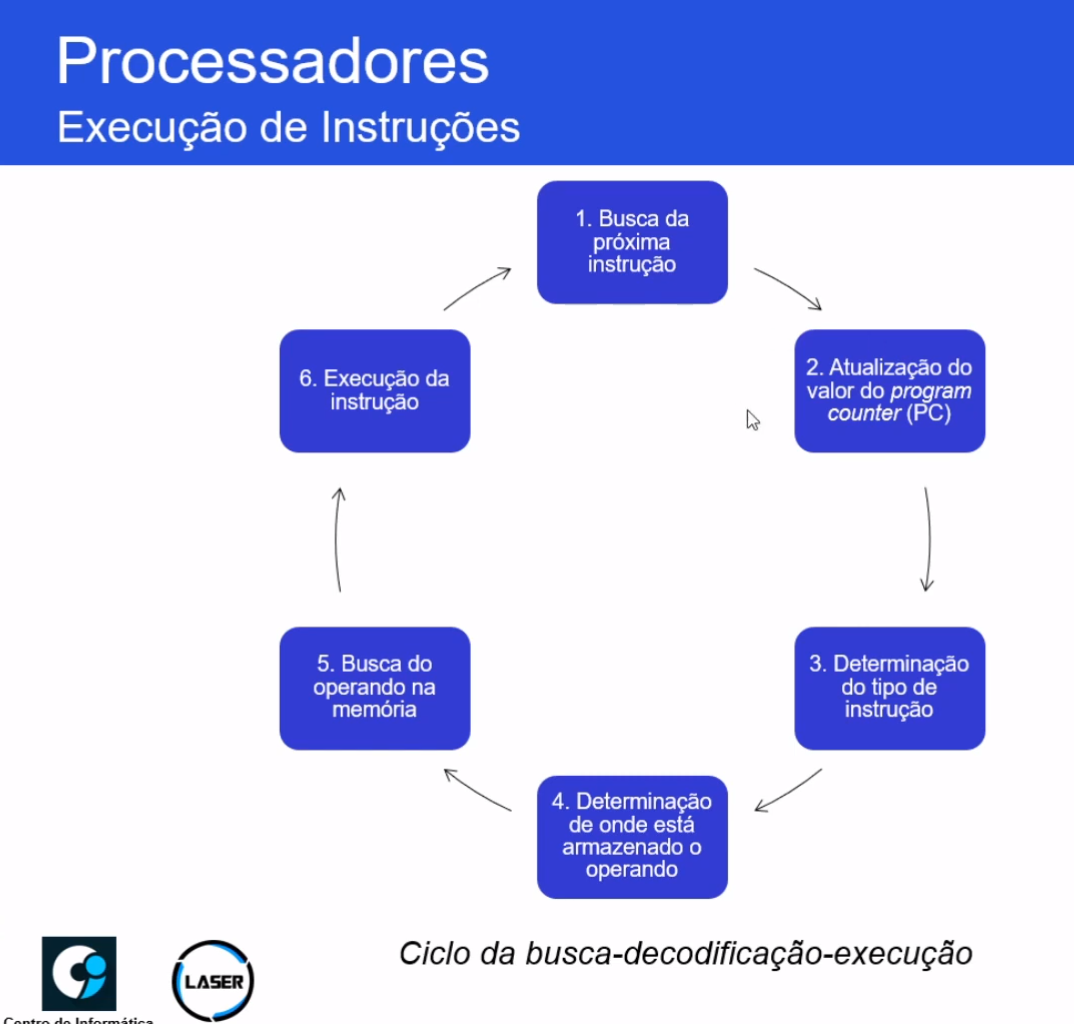 Processadores
Execução de Instruções
1. Busca da
próxima
instrução
2. Atualização do
valor do program
counter (PC)
3. Determinação
do tipo de
instrução
4. Determinação
de onde está
armazenado o
operando
5. Busca do
operando na
memória
6. Execução da
instrução
Ciclo da busca-decodificação-execução
LASER
Centro de Informática